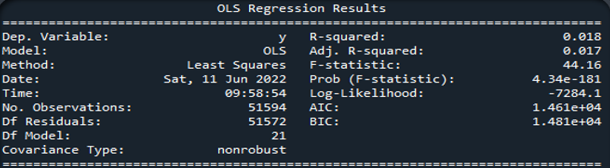 OLS Regression Results
==============================================================================
Dep. Variable: y R-squared: 0.018
Model: OLS Adj. R-squared: 0.017
Method: Least Squares F-statistic: 44.16
Date: Sat, 11 Jun 2022 Prob (F-statistic): 4.34e-181
Time: 09:58:54 Log-Likelihood: -7284.1
No. Observations: 51594 AIC: 1.461e+04
Df Residuals: 51572 BIC: 1.481e+04
Df Model: 21
Covariance Type: nonrobust
==============================================================================